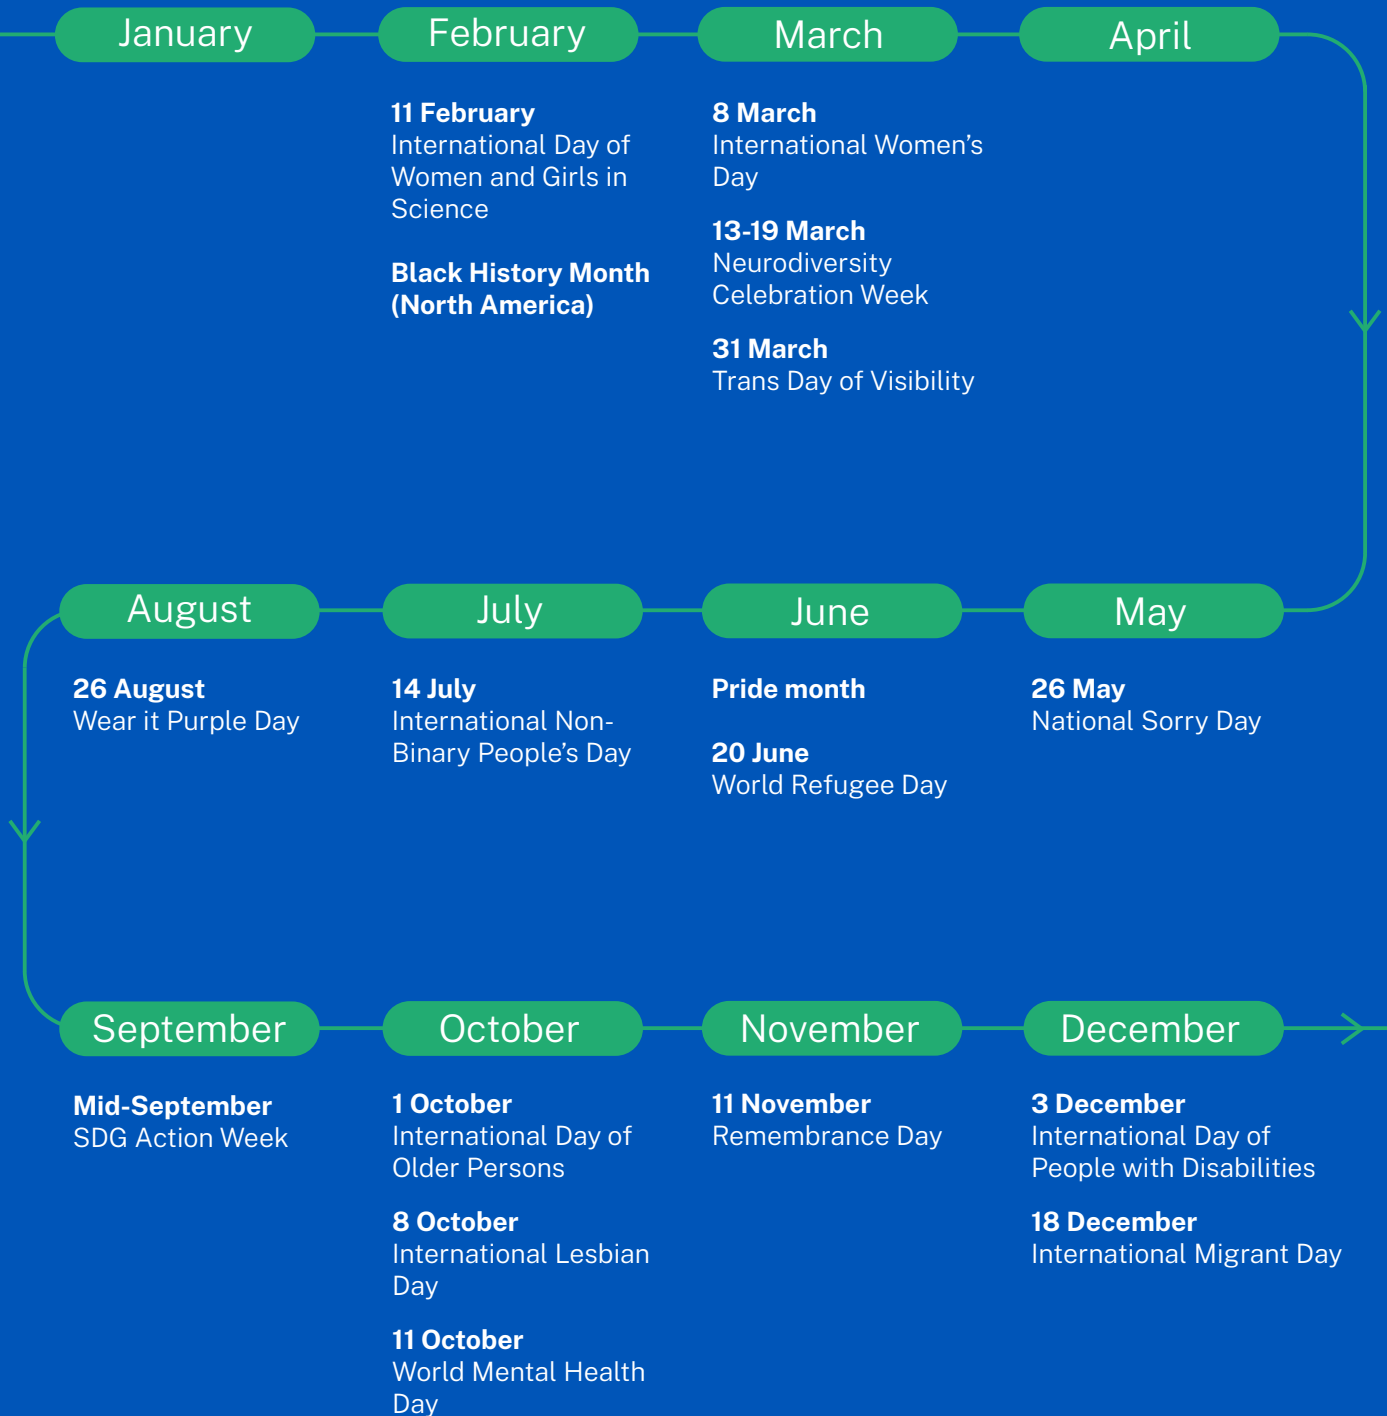 January
February
March
April
11 February
International Day of
Women and Girls in
Science
Black History Month
(North America)
8 March
International Women’s
Day
13-19 March
Neurodiversity
Celebration Week
31 March
Trans Day of Visibility
August
July
June
May
26 August
Wear it Purple Day
14 July
International Non-
Binary People’s Day
Pride month
20 June
World Refugee Day
26 May
National Sorry Day
September
October
November
December
Mid-September
SDG Action Week
1 October
International Day of
Older Persons
8 October
International Lesbian
Day
11 October
World Mental Health
Day
11 November
Remembrance Day
3 December
International Day of
People with Disabilities
18 December
International Migrant Day